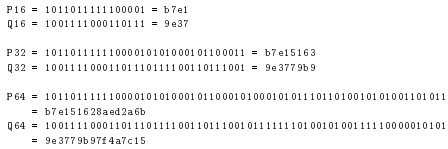 P16 = 1011011111100001 = b7e1
Q16 = 1001111000110111 = 9e37
P32 = 10110111111000010101000101100011 = b7e15163
Q32 = 10011110001101110111100110111001 = 9e3779b9
P64 = 1011011111100001010100010110001010001010111011010010101001101011
= b7e151628aed2a6b
Q64 = 1001111000110111011110011011100101111111010010100111110000010101
= 9e3779b97f4a7c15